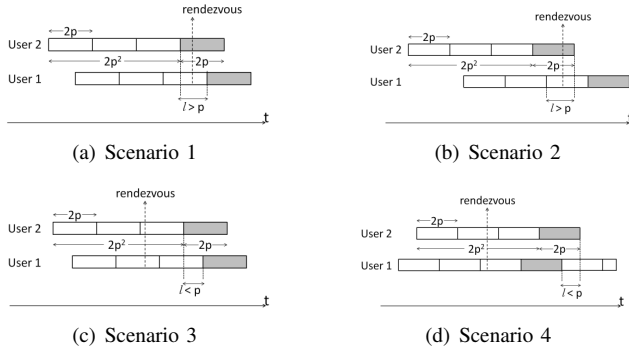 rendezvous
2p
User 2
2p²
2p
User 1
l > p
t
(a) Scenario 1
rendezvous
2p
User 2
2p²
2p
User 1
l > p
(b) Scenario 2
rendezvous
2p
User 2
2p²
2p
User 1
l < p
t
(c) Scenario 3
rendezvous
2p
User 2
2p²
2p
User 1
l < p
t
(d) Scenario 4